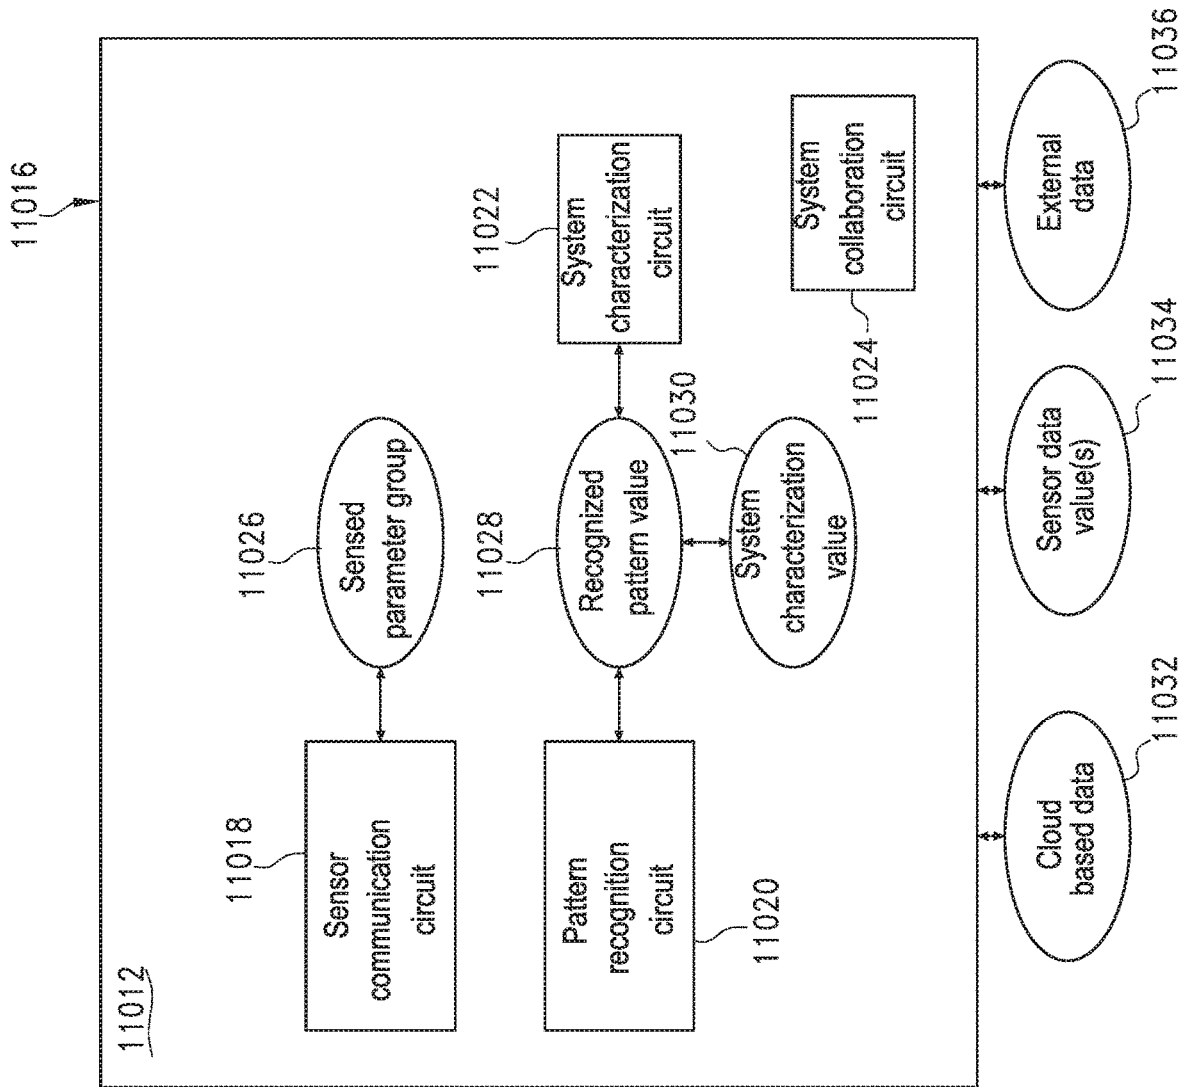 11016
11012
11018
Sensor
communication
circuit
11026
Sensed
parameter group
11020
Pattern
recognition
circuit
11028
Recognized
pattern value
11022
System
characterization
circuit
11030
System
characterization
value
11024
System
collaboration
circuit
Cloud
based data
11032
Sensor data
value(s)
11034
External
data
11036